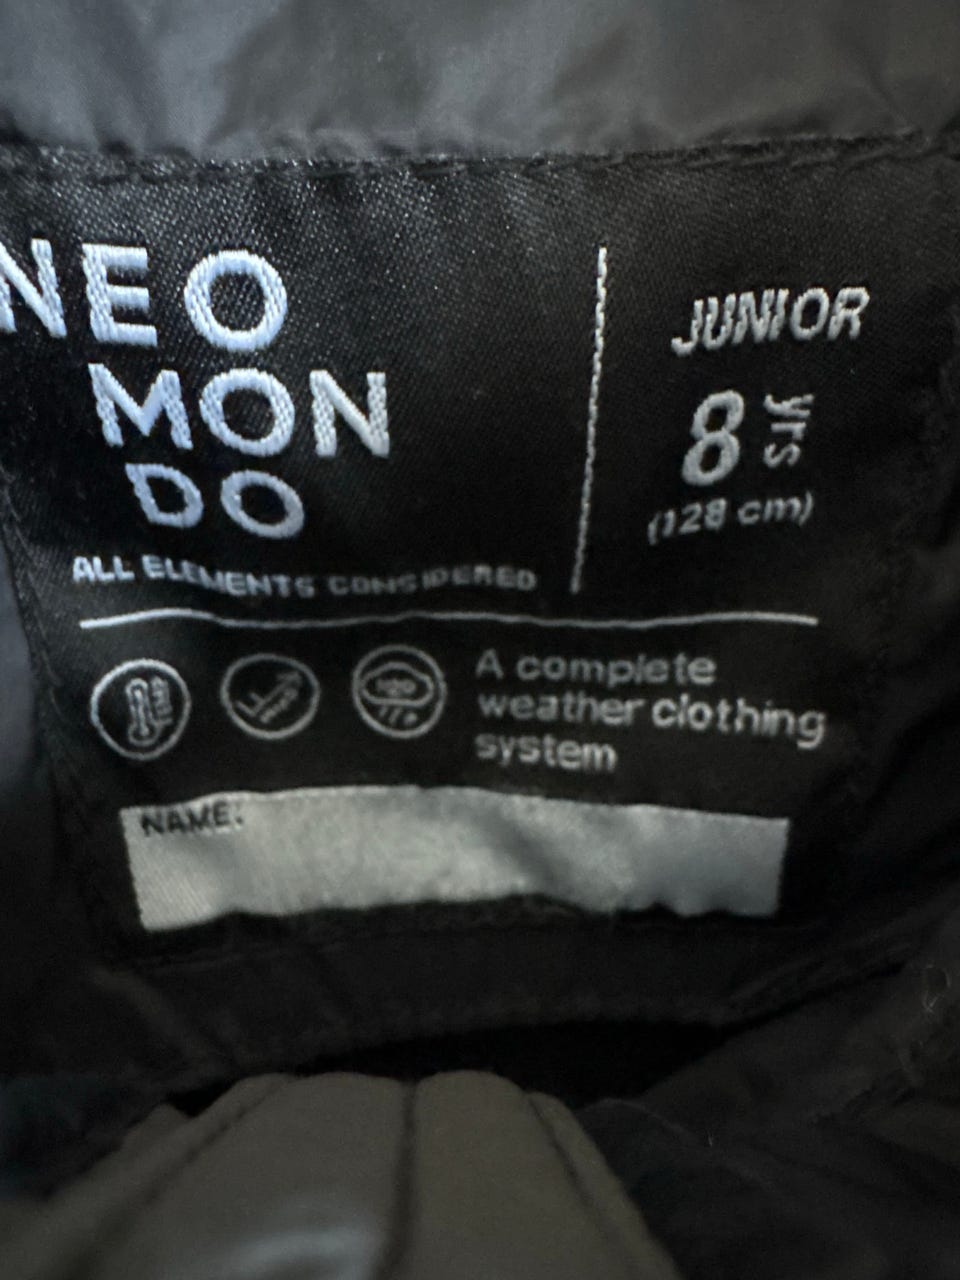 NEO
MON
DO
ALL ELEMENTS CONSIDERED
JUNIOR
8 YRS
(128 cm)
A complete
weather clothing
system
NAME: